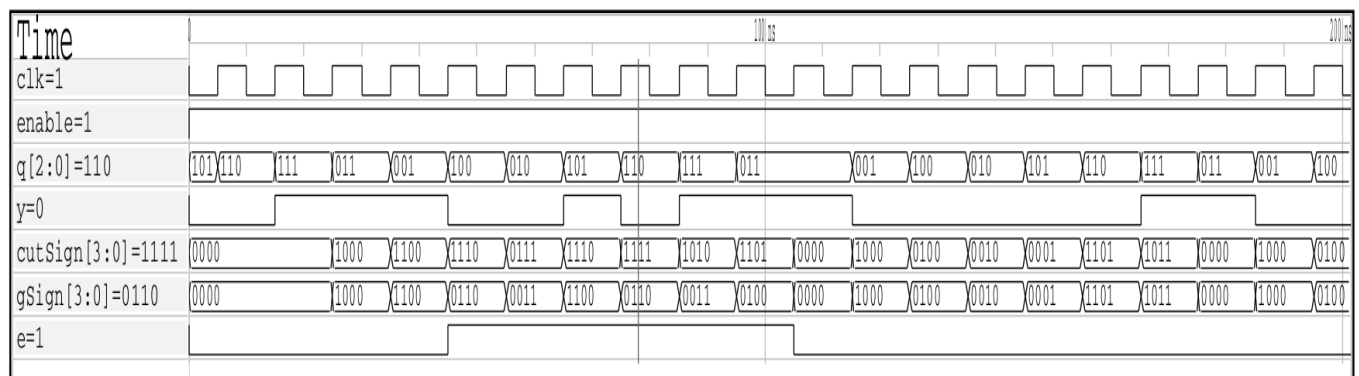 Time 0 100 ns 200 ns
clk=1
enable=1
q[2:0]=110 101 110 111 011 001 100 010 101 110 111 011 001 100 010 101 110 111 011 001 100
y=0
cutSign[3:0]=1111 0000 1000 1100 1110 0111 1110 1111 1010 1101 0000 1000 0100 0010 0001 1101 1011 0000 1000 0100
gSign[3:0]=0110 0000 1000 1100 0110 0011 1100 0110 0011 0100 0000 1000 0100 0010 0001 1101 1011 0000 1000 0100
e=1